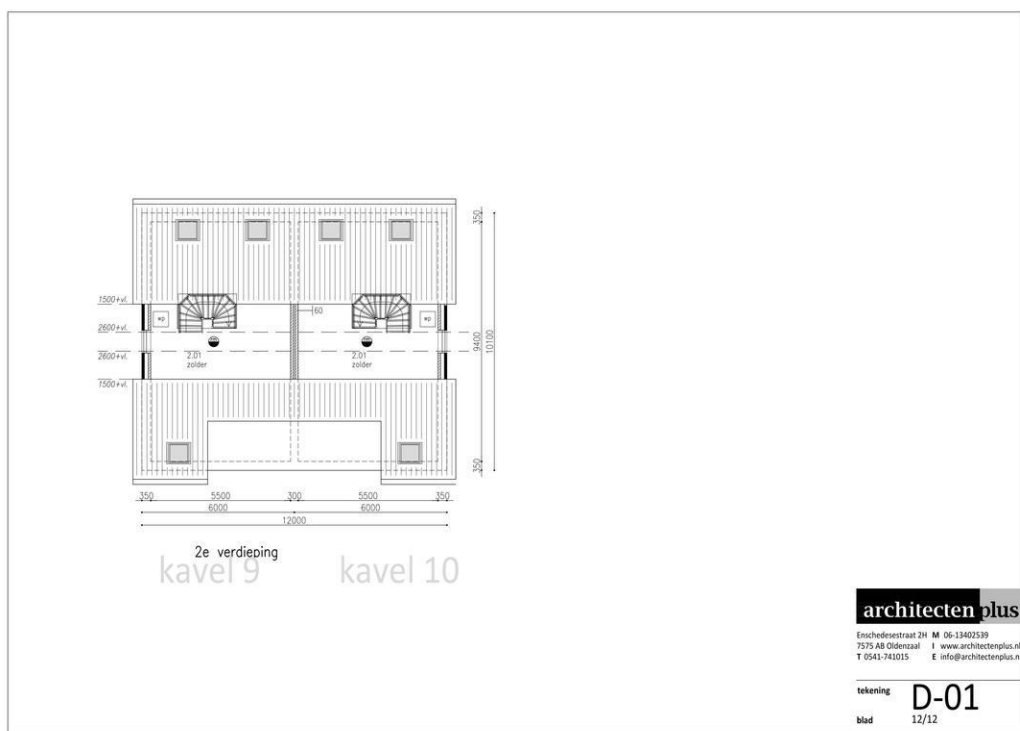 350
1500+vl.
2600+vl.
2600+vl.
1500+vl.
wp
60
wp
2.01
zolder
2.01
zolder
9400
10100
350
350 5500 300 5500 350
6000 6000
12000
2e verdieping
kavel 9 kavel 10
architecten plus
Enschedesestraat 2H M 06-13402539
7575 AB Oldenzaal I www.architectenplus.nl
T 0541-741015 E info@architectenplus.n
tekening D-01
blad 12/12